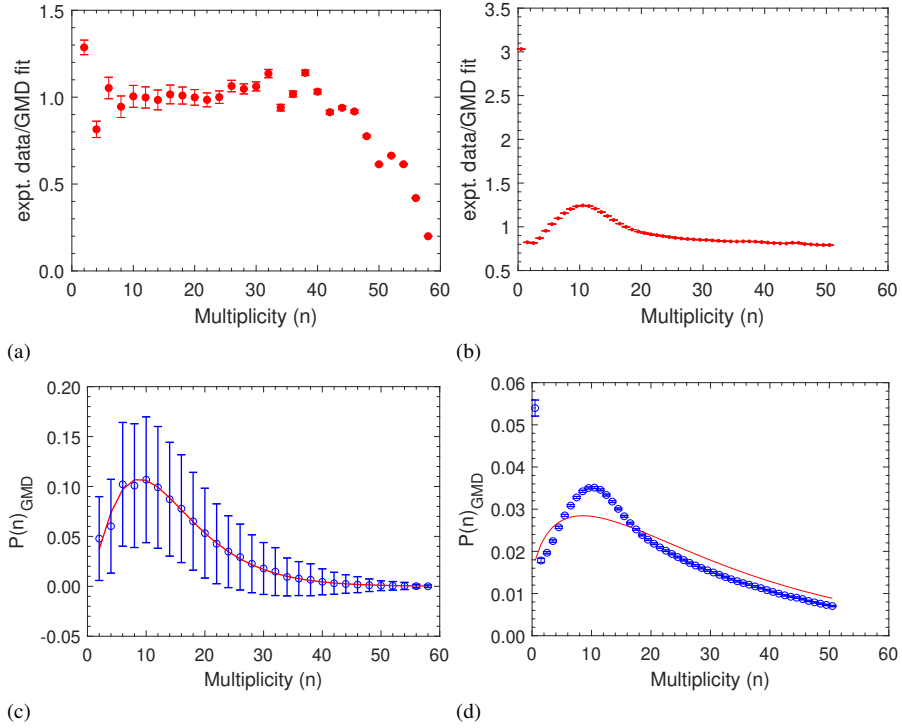 1.5
1.0
0.5
0.0
0 10 20 30 40 50 60
expt. data/GMD fit
Multiplicity (n)
(a)
3.5
3
2.5
2
1.5
1
0.5
0 10 20 30 40 50 60
expt. data/GMD fit
Multiplicity (n)
(b)
0.20
0.15
0.10
0.05
0.00
-0.05
0 10 20 30 40 50 60
P(n)GMD
Multiplicity (n)
(c)
0.06
0.05
0.04
0.03
0.02
0.01
0.00
0 10 20 30 40 50 60
P(n)GMD
Multiplicity (n)
(d)